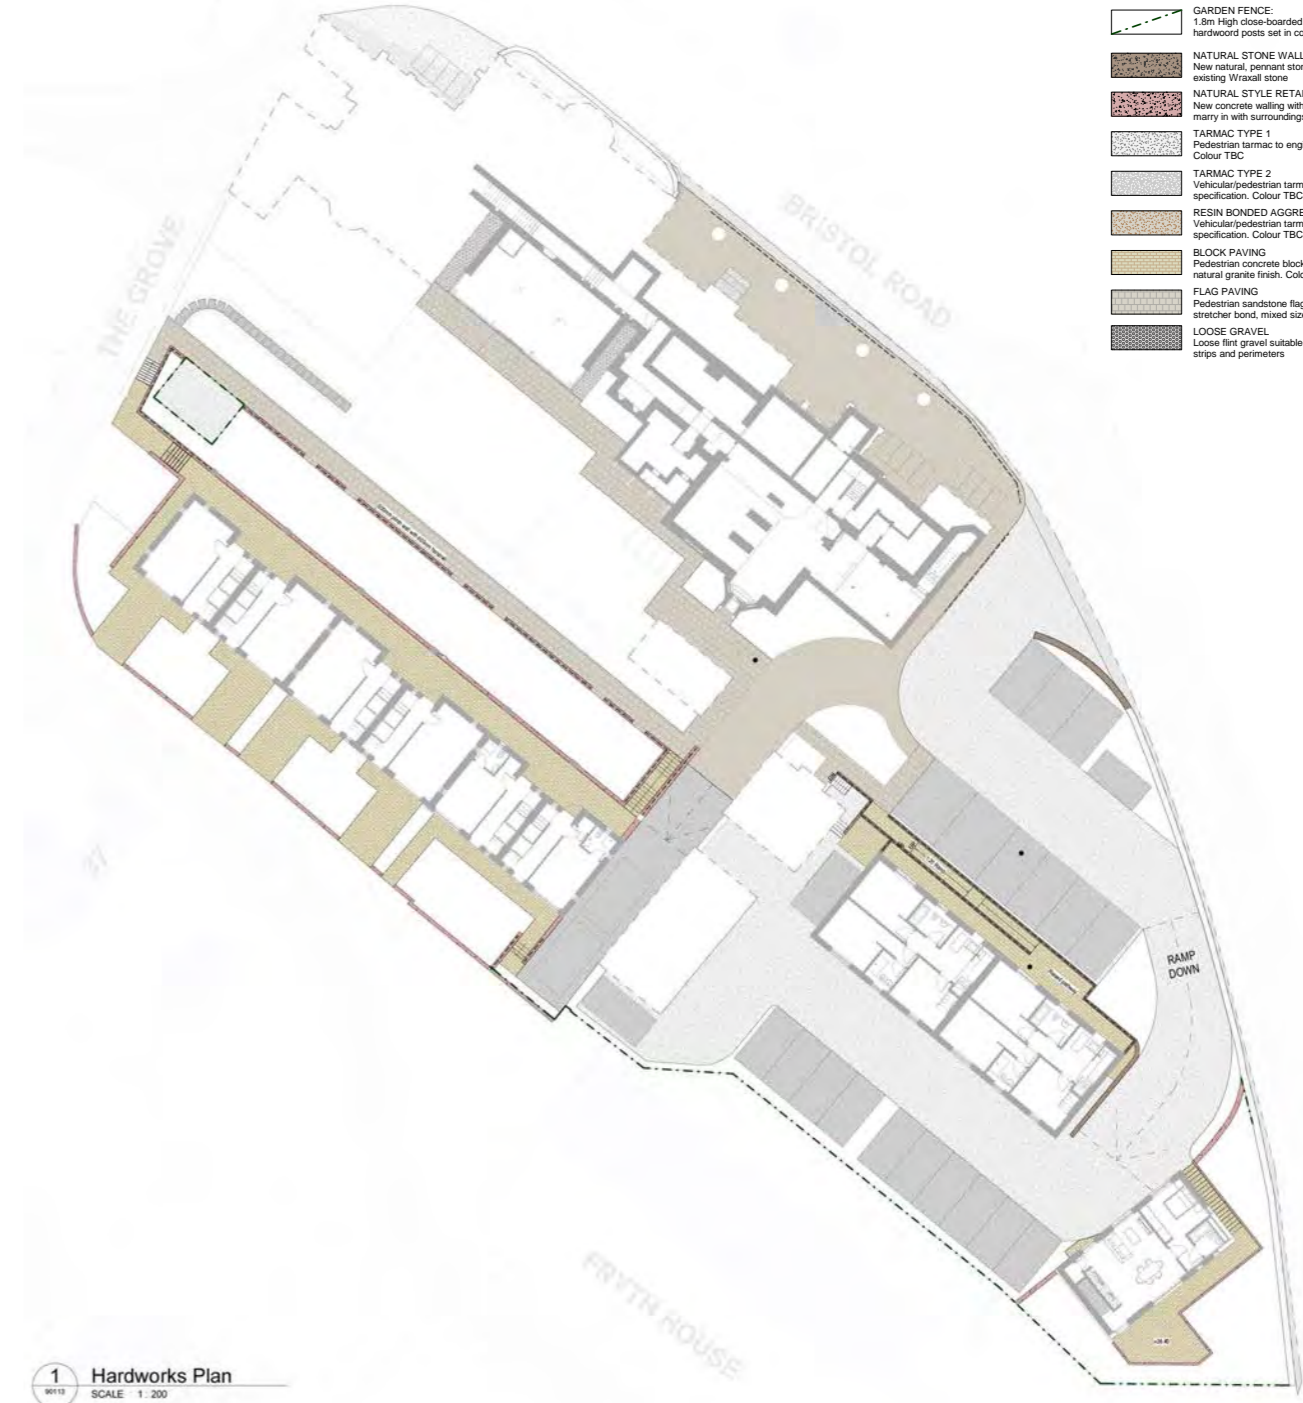 GARDEN FENCE:
1.8m High close-boarded
hardwoord posts set in co
NATURAL STONE WALL
New natural, pennant ston
existing Wraxall stone
NATURAL STYLE RETAI
New concrete walling with
marry in with surroundings
TARMAC TYPE 1
Pedestrian tarmac to engi
Colour TBC
TARMAC TYPE 2
Vehicular/pedestrian tarm
specification. Colour TBC
RESIN BONDED AGGRE
Vehicular/pedestrian tarm
specification. Colour TBC
BLOCK PAVING
Pedestrian concrete block
natural granite finish. Colo
FLAG PAVING
Pedestrian sandstone flag
stretcher bond, mixed size
LOOSE GRAVEL
Loose flint gravel suitable
strips and perimeters
BRISTOL ROAD
THE GROVE
37
RAMP
DOWN
FRYTH HOUSE
1
90113
Hardworks Plan
SCALE 1 : 200